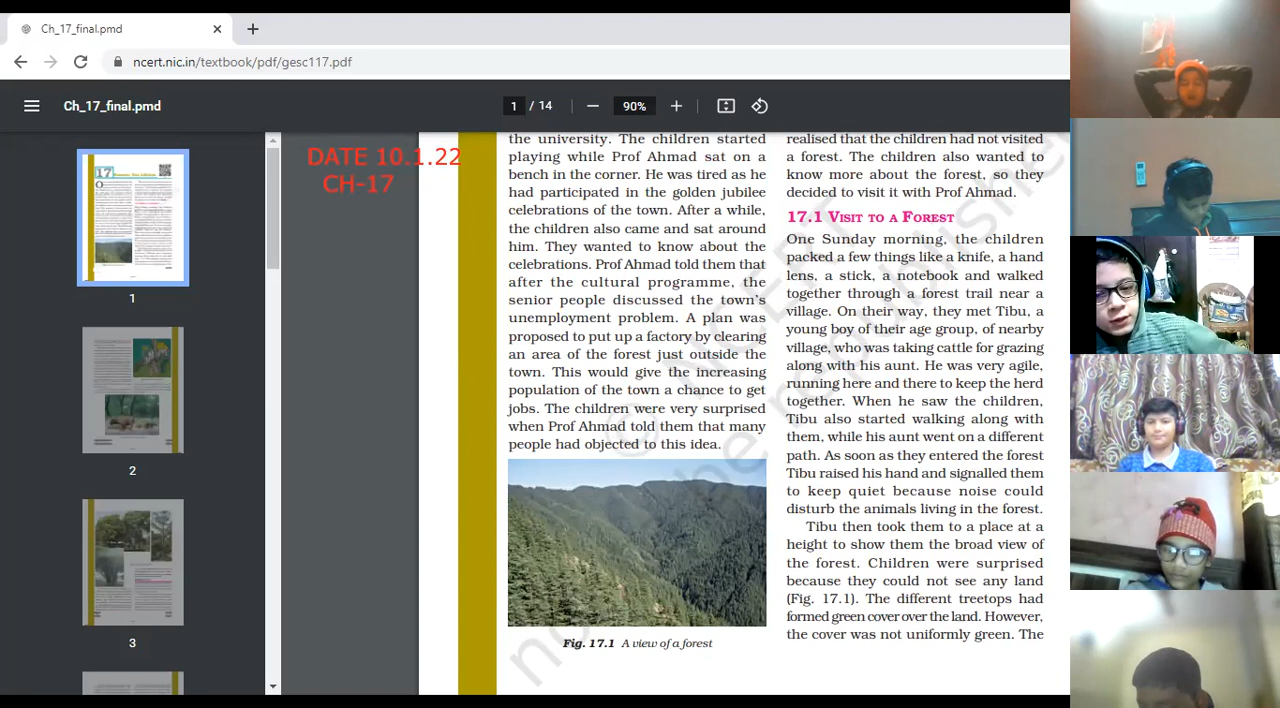 Ch_17_final.pmd
ncert.nic.in/textbook/pdf/gesc117.pdf
Ch_17_final.pmd
1 / 14
90%
1
2
3
DATE 10.1.22
CH-17
the university. The children started
playing while Prof Ahmad sat on a
bench in the corner. He was tired as he
had participated in the golden jubilee
celebrations of the town. After a while,
the children also came and sat around
him. They wanted to know about the
celebrations. Prof Ahmad told them that
after the cultural programme, the
senior people discussed the town's
unemployment problem. A plan was
proposed to put up a factory by clearing
an area of the forest just outside the
town. This would give the increasing
population of the town a chance to get
jobs. The children were very surprised
when Prof Ahmad told them that many
people had objected to this idea.
Fig. 17.1 A view of a forest
realised that the children had not visited
a forest. The children also wanted to
know more about the forest, so they
decided to visit it with Prof Ahmad.
17.1 VISIT TO A FOREST
One Sunday morning, the children
packed a few things like a knife, a hand
lens, a stick, a notebook and walked
together through a forest trail near a
village. On their way, they met Tibu, a
young boy of their age group, of nearby
village, who was taking cattle for grazing
along with his aunt. He was very agile,
running here and there to keep the herd
together. When he saw the children,
Tibu also started walking along with
them, while his aunt went on a different
path. As soon as they entered the forest
Tibu raised his hand and signalled them
to keep quiet because noise could
disturb the animals living in the forest.
Tibu then took them to a place at a
height to show them the broad view of
the forest. Children were surprised
because they could not see any land
(Fig. 17.1). The different treetops had
formed green cover over the land. However,
the cover was not uniformly green. The